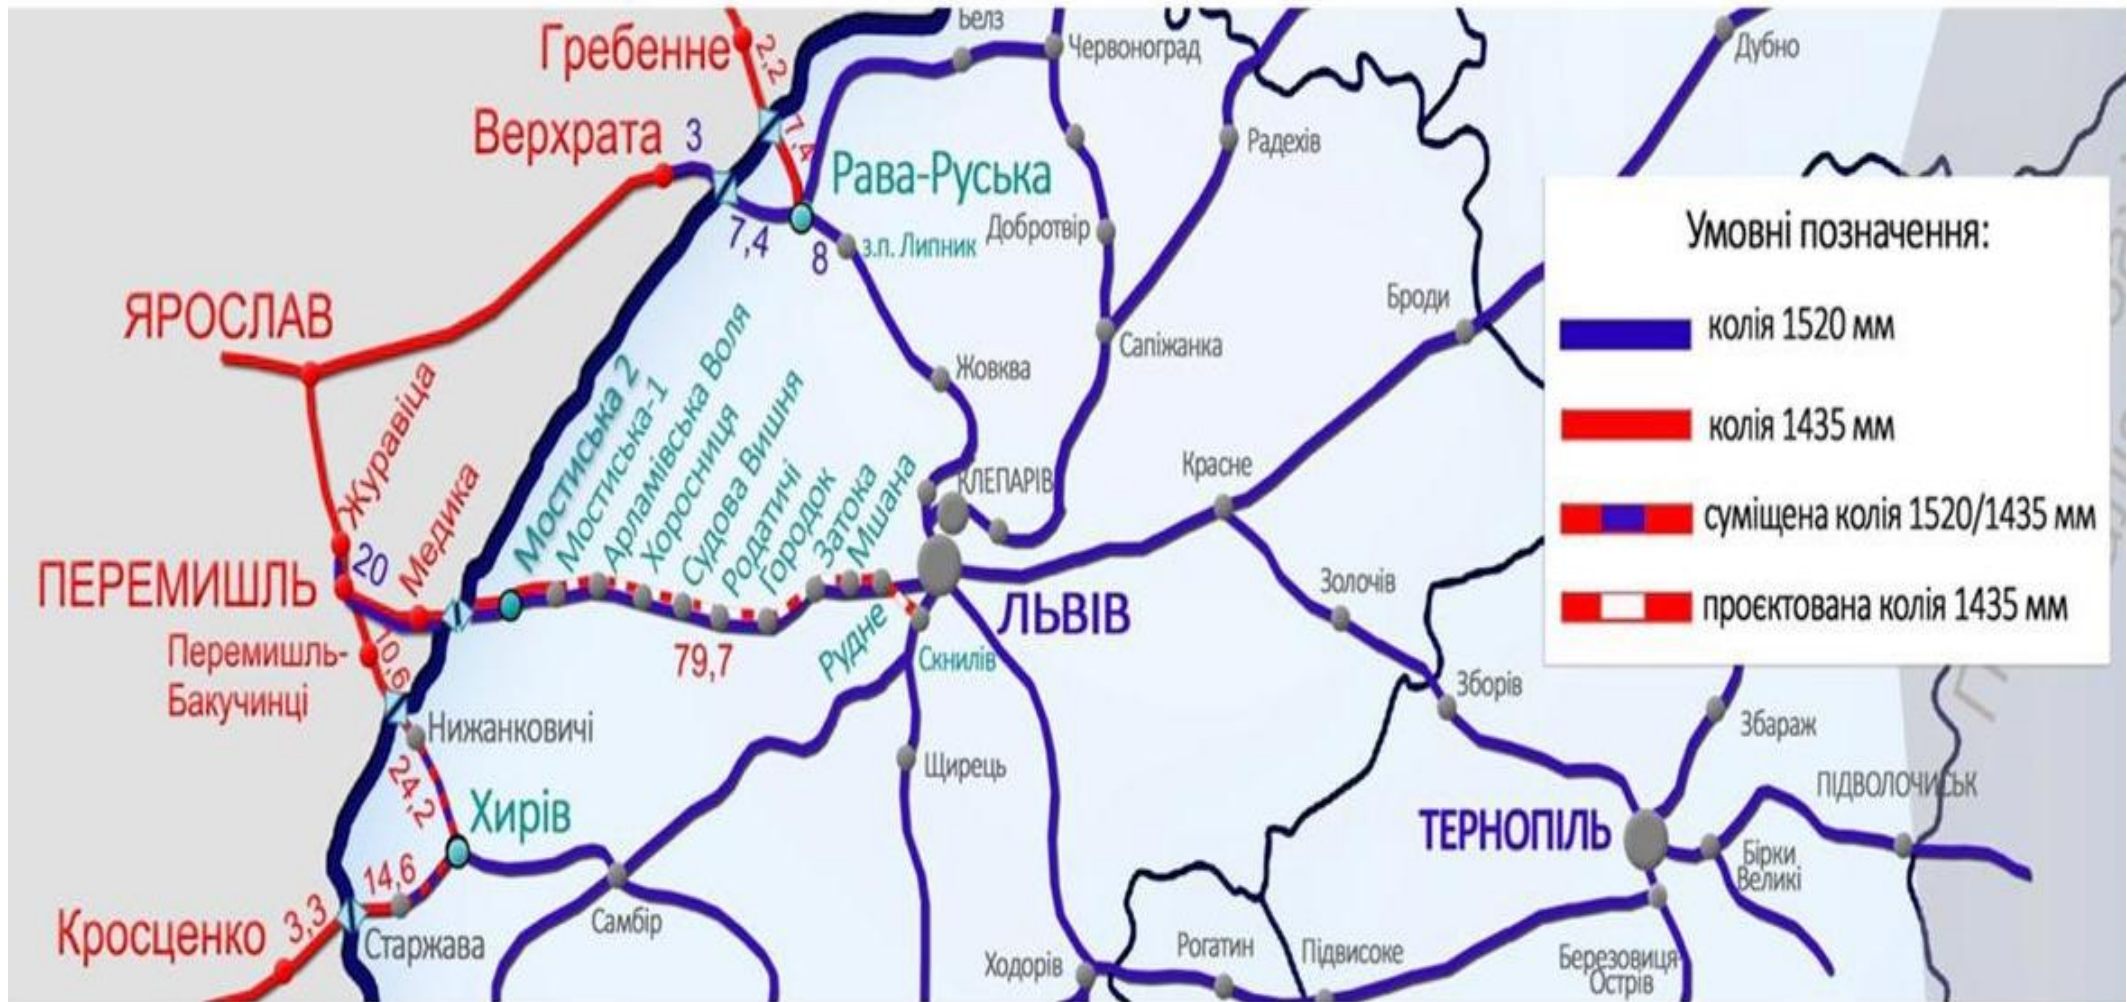 Белз
Гребенне
2,2
Червоноград
Дубно
Верхрата
3
7,4
Рава-Руська
Радехів
7,4
8
з.п. Липник
Добротвір
Умовні позначення:
колія 1520 мм
колія 1435 мм
суміщена колія 1520/1435 мм
проєктована колія 1435 мм
Броди
ЯРОСЛАВ
Сапіжанка
Жовква
Журавіца
Медика
Мостиська 2
Мостиська-1
Арламівська Воля
Хоросниця
Судова Вишня
Родатичі
Городок
Затока
Мшана
Рудне
КЛЕПАРІВ
Красне
20
ПЕРЕМИШЛЬ
Золочів
ЛЬВІВ
79,7
Скнилів
10,6
Перемишль-
Бакучинці
Зборів
Нижанковичі
Збараж
Щирець
24,2
ПІДВОЛОЧИСЬК
Хирів
ТЕРНОПІЛЬ
Бірки
Великі
14,6
Кросценко
3,3
Старжава
Самбір
Ходорів
Рогатин
Підвисоке
Березовиця
Острів